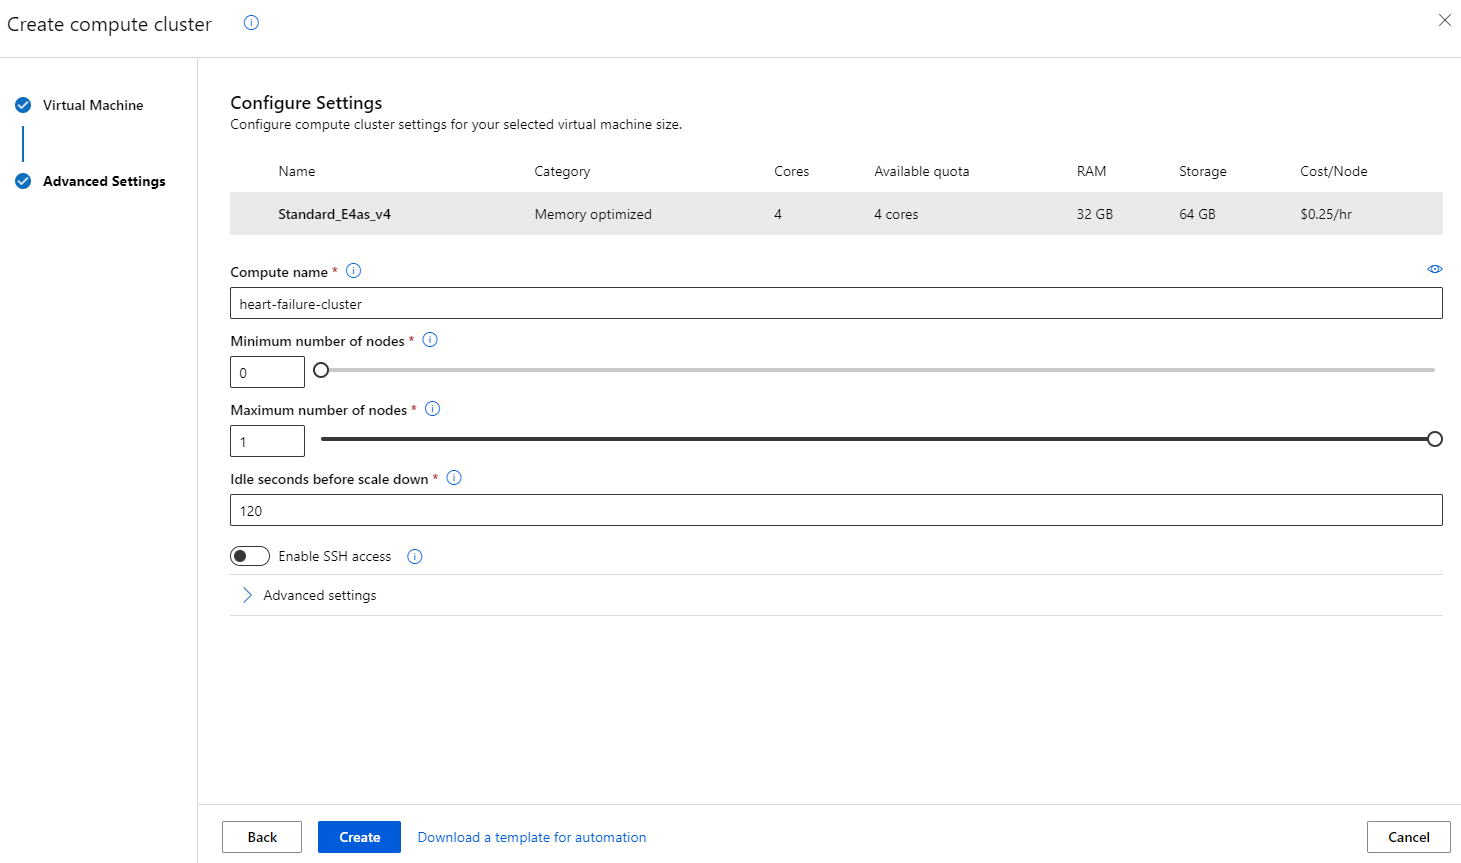 Create compute cluster
Virtual Machine
Advanced Settings
Configure Settings
Configure compute cluster settings for your selected virtual machine size.
Name Category Cores Available quota RAM Storage Cost/Node
Standard_E4as_v4 Memory optimized 4 4 cores 32 GB 64 GB $0.25/hr
Compute name *
heart-failure-cluster
Minimum number of nodes *
0
Maximum number of nodes *
1
Idle seconds before scale down *
120
Enable SSH access
Advanced settings
Back Create Download a template for automation Cancel